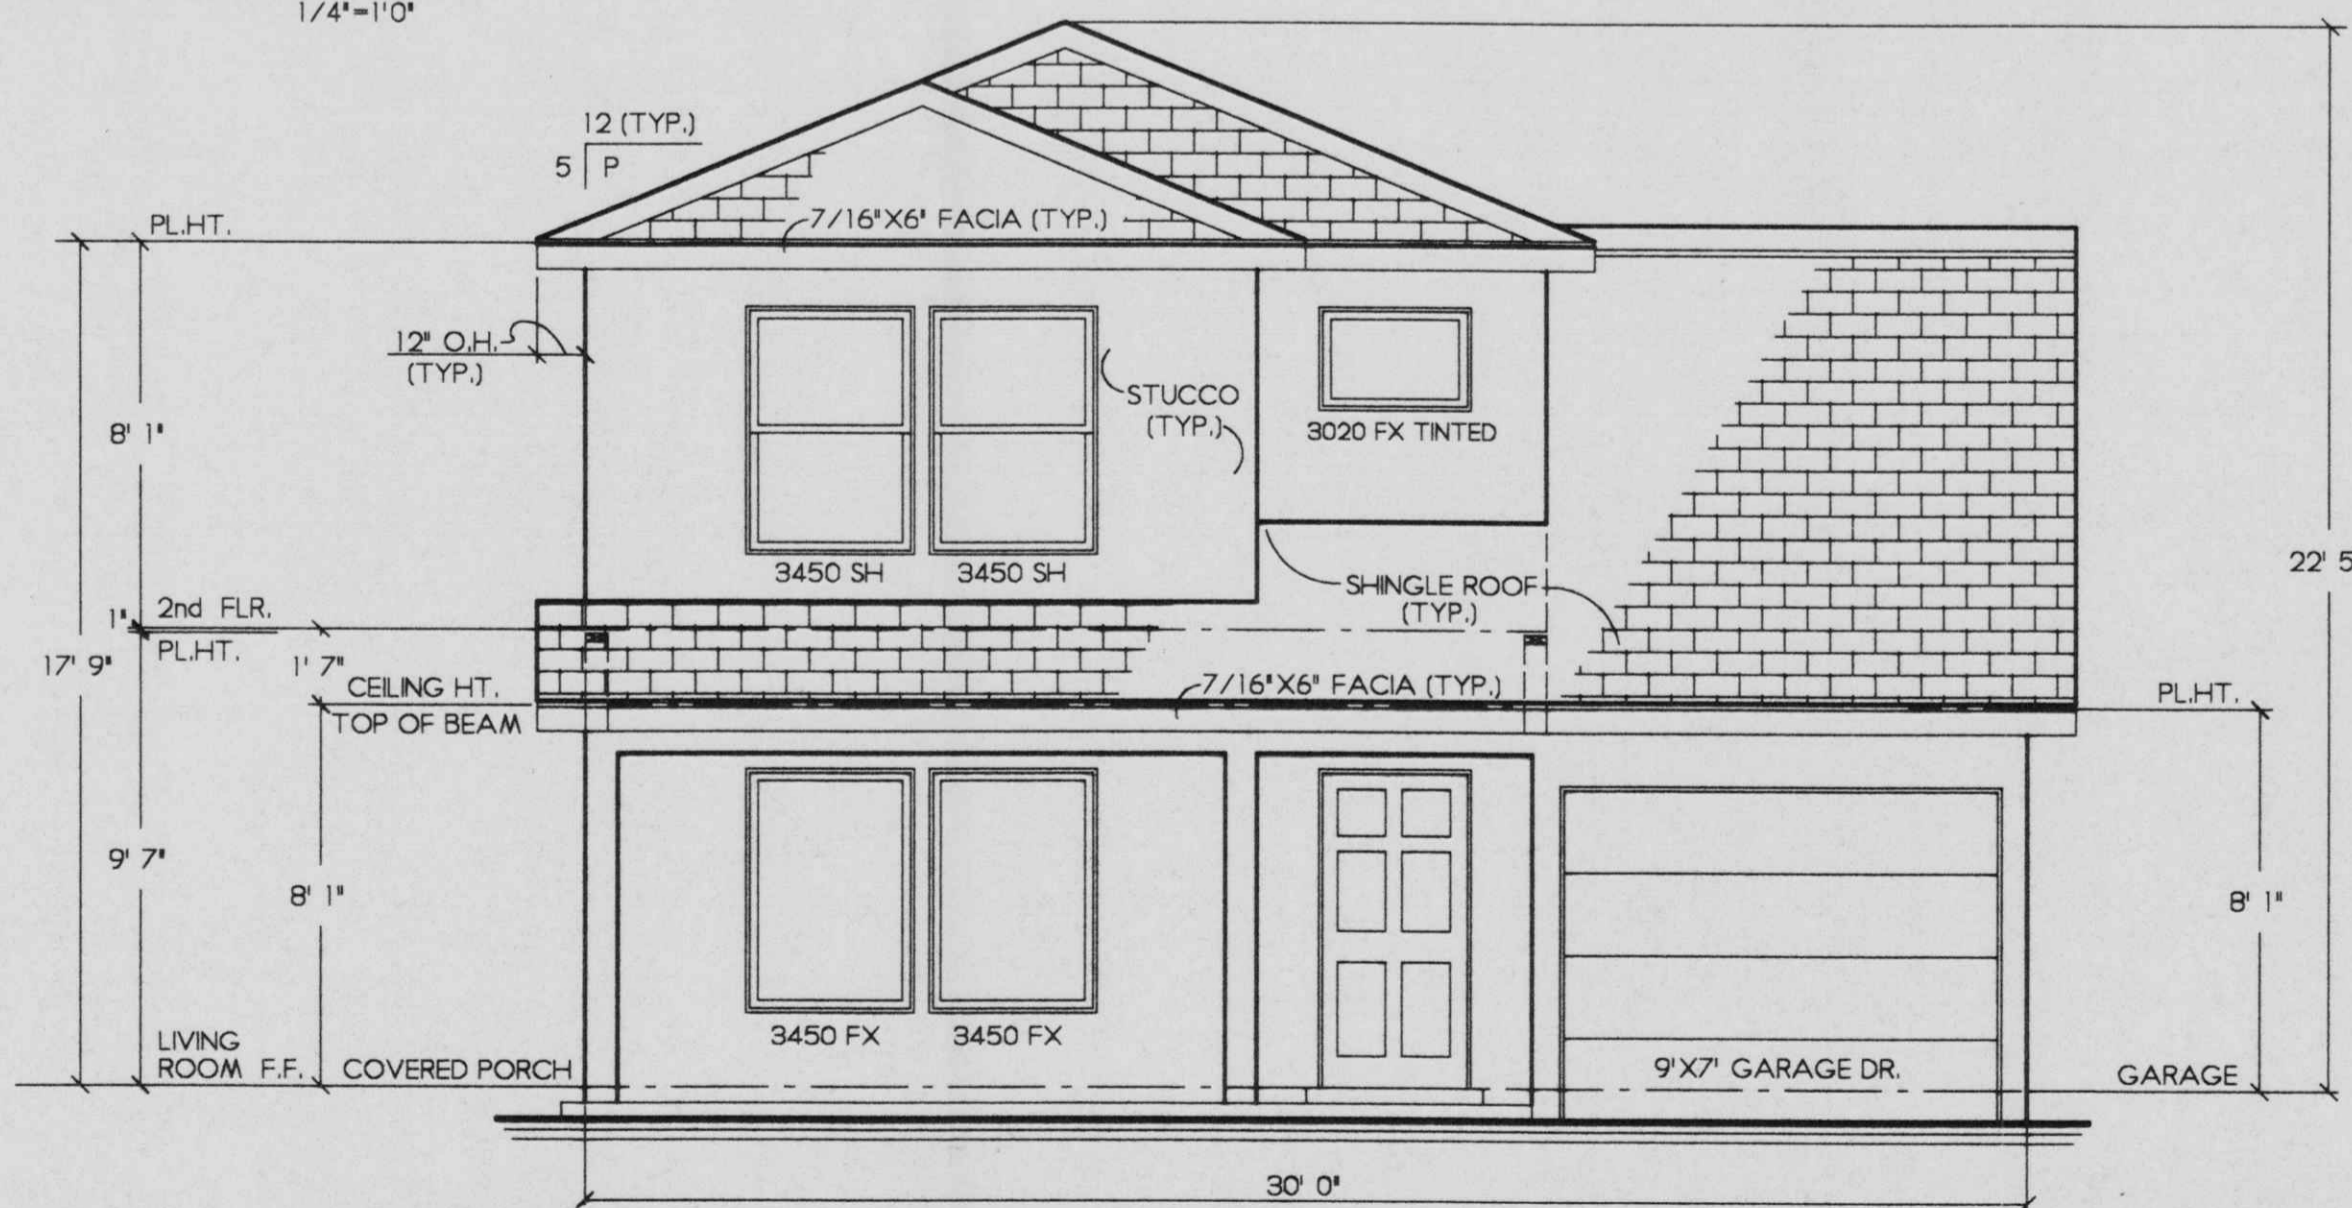 1/4"=1'0"
12 (TYP.)
5 P
PL.HT.
7/16"X6" FACIA (TYP.)
12" O.H.
(TYP.)
8' 1"
STUCCO
(TYP.)
3020 FX TINTED
3450 SH
3450 SH
22' 5
SHINGLE ROOF
(TYP.)
1"
2nd FLR.
PL.HT.
17' 9"
1' 7"
CEILING HT.
TOP OF BEAM
7/16"X6" FACIA (TYP.)
PL.HT.
9' 7"
8' 1"
8' 1"
3450 FX
3450 FX
LIVING
ROOM F.F.
COVERED PORCH
9'X7' GARAGE DR.
GARAGE
30' 0"